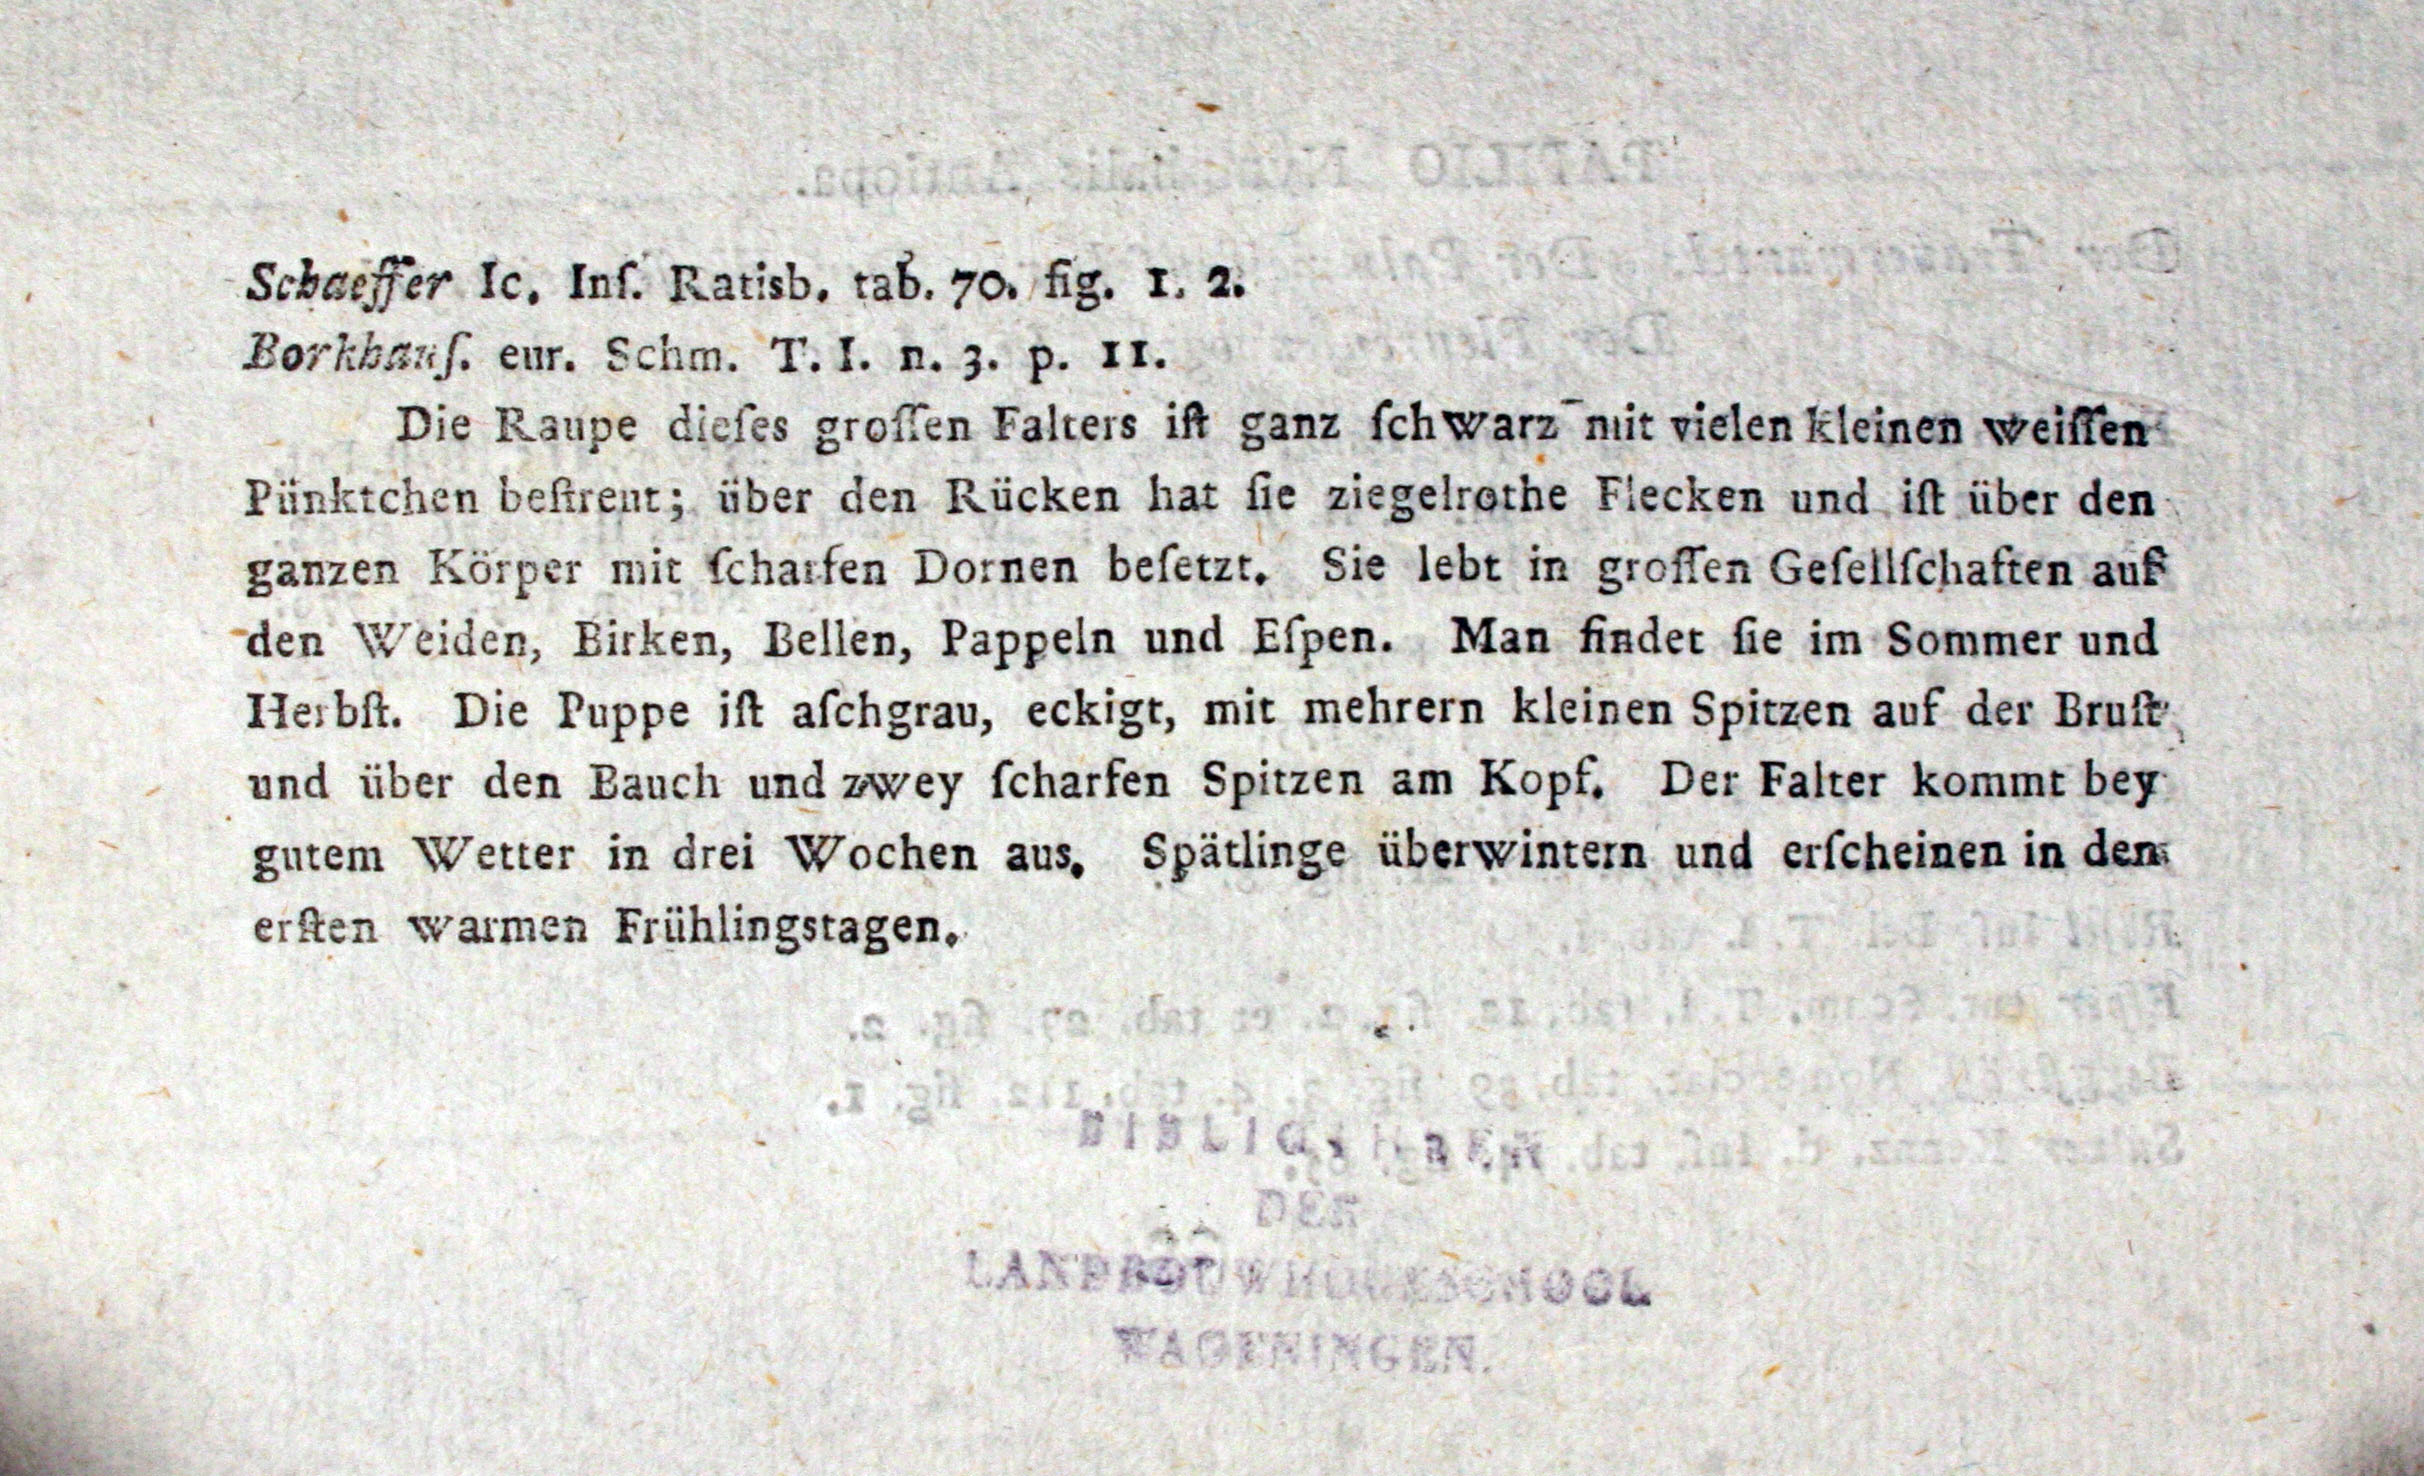 Schaeffer Ic. Inſ. Ratisb. tab. 70. fig. 1. 2.
Borkhauſ. eur. Schm. T. I. n. 3. p. 11.
Die Raupe dieſes groſſen Falters iſt ganz ſchwarz mit vielen kleinen weiſſen
Pünktchen beſtreut; über den Rücken hat ſie ziegelrothe Flecken und iſt über den
ganzen Körper mit ſcharfen Dornen beſetzt. Sie lebt in groſſen Geſellſchaften auf
den Weiden, Birken, Bellen, Pappeln und Eſpen. Man findet ſie im Sommer und
Herbſt. Die Puppe iſt aſchgrau, eckigt, mit mehrern kleinen Spitzen auf der Bruſt
und über den Bauch und zwey ſcharfen Spitzen am Kopf. Der Falter kommt bey
gutem Wetter in drei Wochen aus. Spätlinge überwintern und erſcheinen in den
erſten warmen Frühlingstagen.
BIBLIOTHEEK
DER
LANDBOUWHOOGESCHOOL
WAGENINGEN.